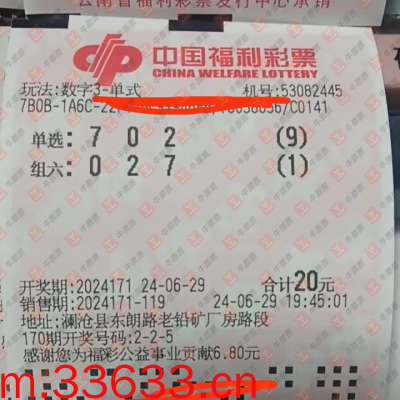 云南省福利彩票发行中心承销
中国福利彩票
CHINA WELFARE LOTTERY
玩法:数字3-单式 机号:53082445
7B0B-1A6C-22 /C0141
单选: 7 0 2 (9)
组六: 0 2 7 (1)
开奖期:2024171 24-06-29 合计20元
销售期:2024171-119 24-06-29 19:45:01
地址:澜沧县东朗路老铅矿厂房路段
170期开奖号码:2-2-5
感谢您为福彩公益事业贡献6.80元
m.33633.cn